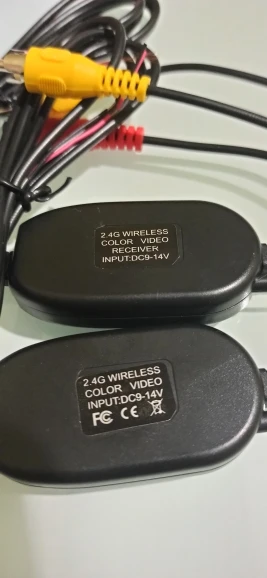 2.4G WIRELESS
COLOR VIDEO
RECEIVER
INPUT:DC9-14V
2.4G WIRELESS
COLOR VIDEO
INPUT:DC9-14V
FC CE